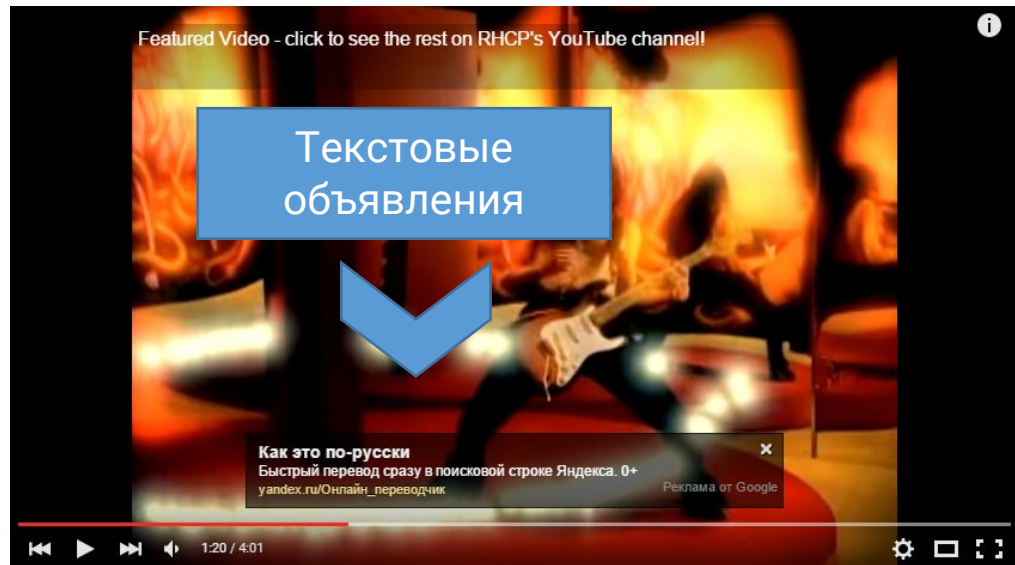 Featured Video - click to see the rest on RHCP's YouTube channel!
Текстовые
объявления
Как это по-русски
Быстрый перевод сразу в поисковой строке Яндекса. 0+
yandex.ru/Онлайн_переводчик
Реклама от Google
1:20 / 4:01